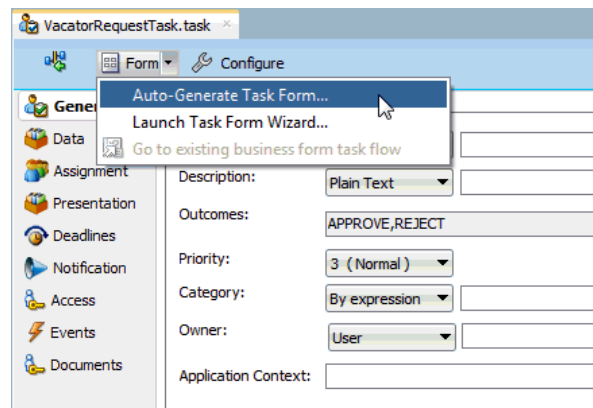 VacatorRequestTask.task
Form
Configure
Auto-Generate Task Form...
Launch Task Form Wizard...
Go to existing business form task flow
Gene
Data
Assignment
Presentation
Deadlines
Notification
Access
Events
Documents
Description:
Plain Text
Outcomes:
APPROVE,REJECT
Priority:
3 (Normal)
Category:
By expression
Owner:
User
Application Context: